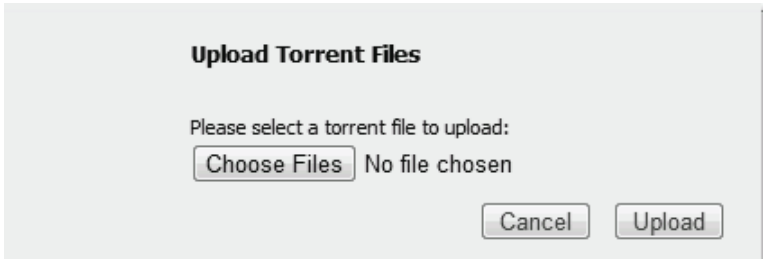 Upload Torrent Files
Please select a torrent file to upload:
Choose Files No file chosen
Cancel Upload